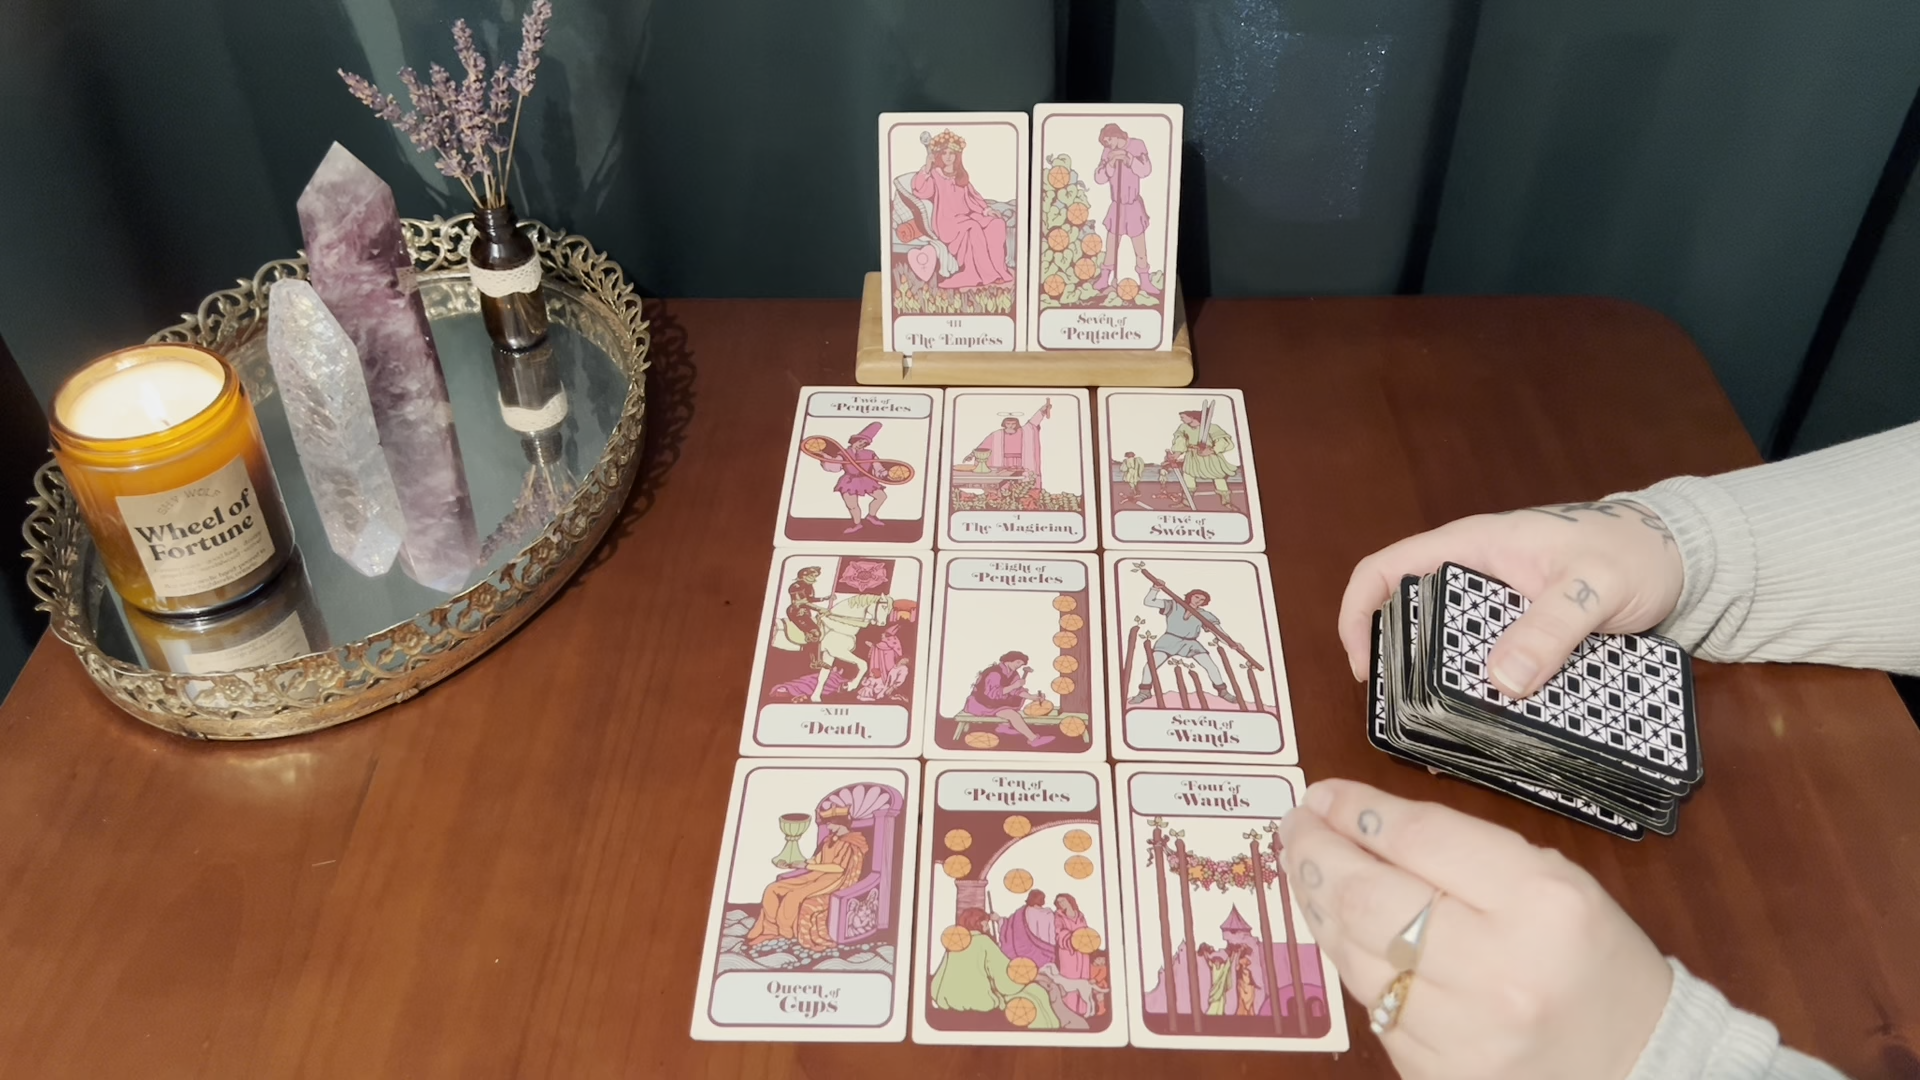 III
The Empress
Seven of
Pentacles
Two of
Pentacles
I
The Magician
Five of
Swords
XIII
Death
Eight of
Pentacles
Seven of
Wands
Queen of
Cups
Ten of
Pentacles
Four of
Wands
Wheel of
Fortune